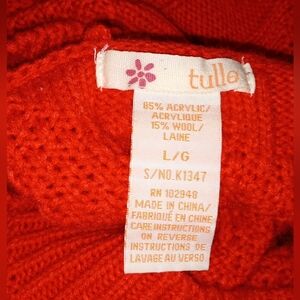 tulle
85% ACRYLIC/
ACRYLIQUE
15% WOOL/
LAINE
L/G
S/NO.K1347
RN 102948
MADE IN CHINA/
FABRIQUÉ EN CHINE
CARE INSTRUCTIONS
ON REVERSE
INSTRUCTIONS DE
LAVAGE AU VERSO